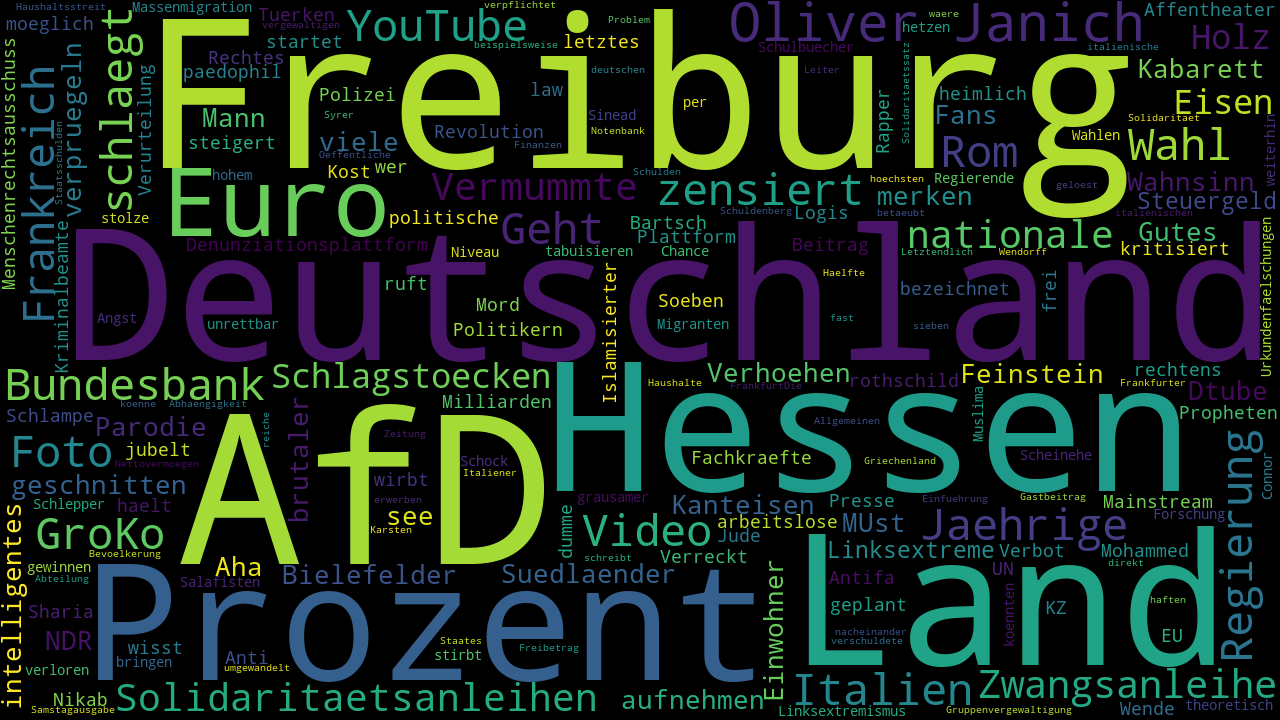 Haushaltsstreit
Massenmigration
moeglich
Tuerken
vergewaltigen
verpflichtet
Problem
YouTube
startet
beispielsweise
letztes
Oliver Janich
waere
hetzen
Affentheater
Holz
italienische
Schulbuecher
Leiter
Kabarett
Freiburg
Rechtes
paedophil
Polizei
Syrer
law
deutschen
per
Sinead
Notenbank
Rapper
Solidaritaetssatz
heimlich
Fans
Eisen
Solidaritaet
Wahlen
Wahl
Rom
weiterhin
Menschenrechtsausschuss
Frankreich
Staatsschulden
verpruegeln
schlaegt
Verurteilung
Mann
steigert
viele
Revolution
Finanzen
Oeffentliche
Kost
wer
hohem
Euro
Vermummte
zensiert
Schulden
hoechsten
merken
Regierende
geloest
Wahnsinn
Steuergeld
stolze
politische
Geht
Bartsch
Plattform
Schuldenberg
Logis
betaeubt
italienischen
nationale
Gutes
Denunziationsplattform
Niveau
tabuisieren
Chance
Beitrag
Letztendlich
Wendorff
kritisiert
Kriminalbeamte
Deutschland
Angst
unrettbar
ruft
Mord
Politikern
Islamisierter
Soeben
Migranten
Haelfte
fast
bezeichnet
sieben
frei
Urkundenfaelschungen
Bundesbank
Schlagstoecken
Milliarden
Haushalte
Verhoehen
FrankfurtDie
rothschild
Feinstein
rechtens
Frankfurter
Dtube
Propheten
Schlampe
koenne
Abhaengigkeit
reiche
Parodie
brutaler
AfD
Hessen
Allgemeinen
Muslima
Foto
jubelt
Nettovermoegen
Zeitung
Schock
Italiener
Fachkraefte
Griechenland
Scheinehe
Connor
geschnitten
wirbt
erwerben
grausamer
Kanteisen
Presse
Einfuehrung
Gastbeitrag
Mainstream
Schlepper
haelt
see
Karsten
dumme
Video
arbeitslose
Jude
MUst
Jaehrige
Forschung
Regierung
GroKo
Bevoelkerung
gewinnen
Abteilung
Aha
schreibt
Verreckt
Linksextreme
Verbot
Mohammed
direkt
intelligentes
Salafisten
Bielefelder
Suedlaender
Einwohner
Antifa
UN
Sharia
Prozent
geplant
koennten
KZ
haften
Land
NDR
wisst
Anti
Staates
stirbt
Freibetrag
nacheinander
verschuldete
EU
verloren
bringen
umgewandelt
Nikab
Samstagausgabe
Solidaritaetsanleihen
aufnehmen
Linksextremismus
Italien
Gruppenvergewaltigung
Zwangsanleihe
Wende
theoretisch